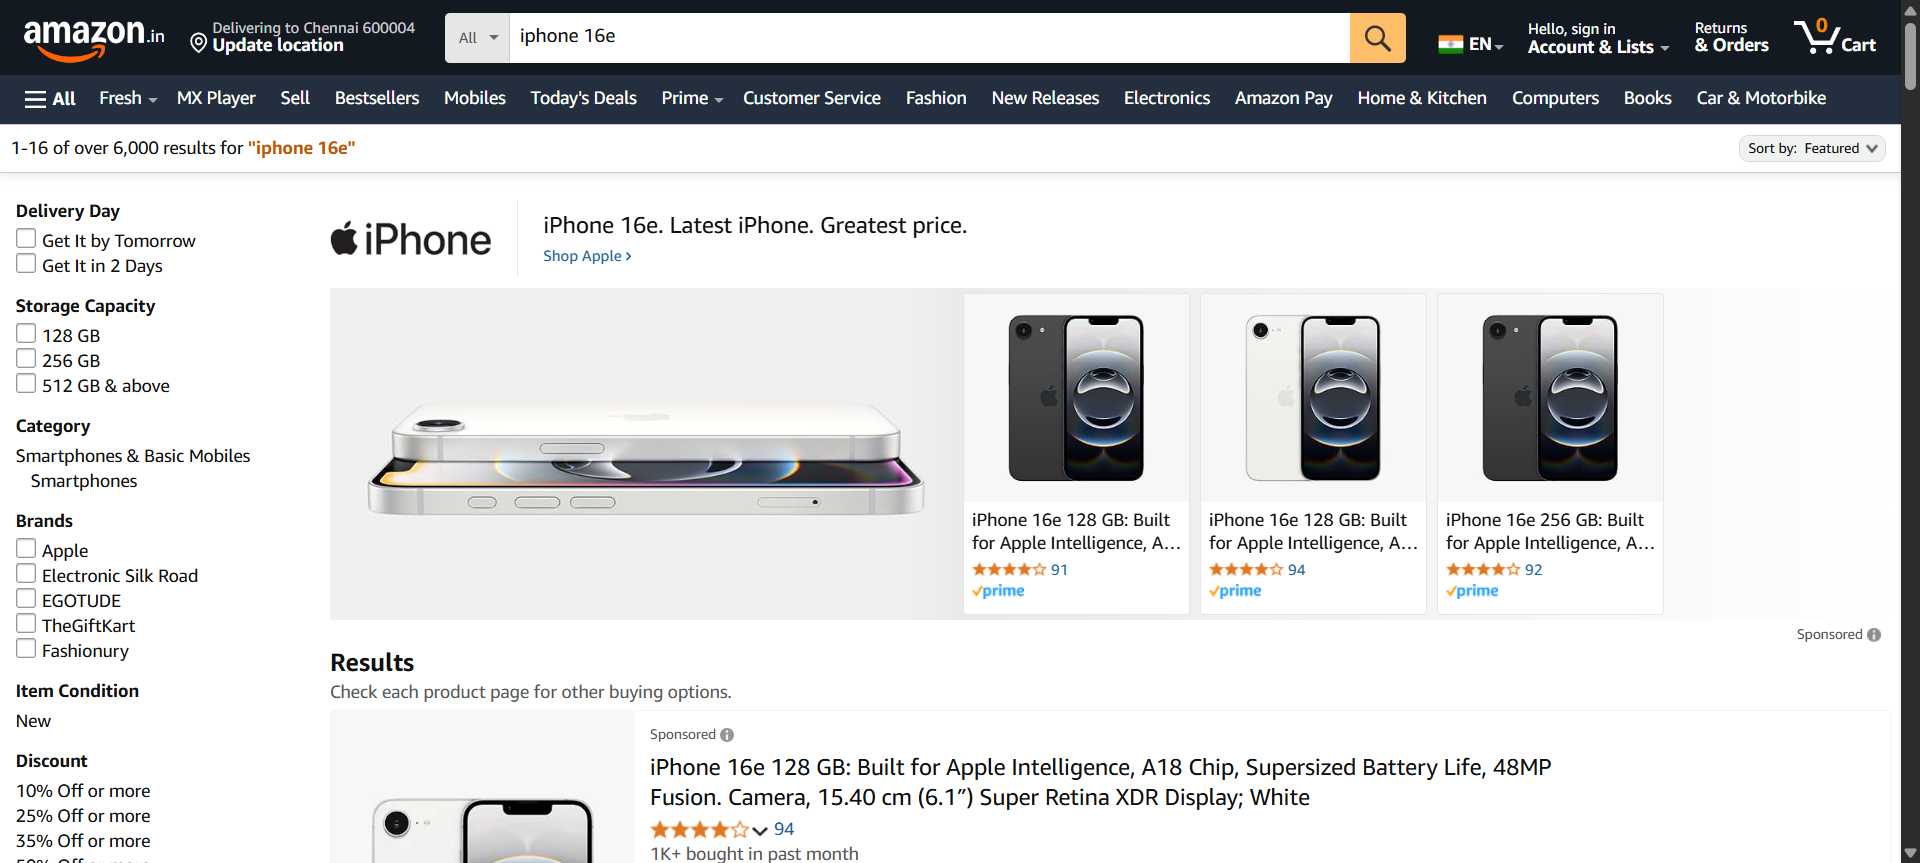 amazon.in
Delivering to Chennai 600004
Update location
All
iphone 16e
EN
Hello, sign in
Account & Lists
Returns
& Orders
0
Cart
All
Fresh
MX Player
Sell
Bestsellers
Mobiles
Today's Deals
Prime
Customer Service
Fashion
New Releases
Electronics
Amazon Pay
Home & Kitchen
Computers
Books
Car & Motorbike
1-16 of over 6,000 results for "iphone 16e"
Sort by: Featured
Delivery Day
Get It by Tomorrow
Get It in 2 Days
Storage Capacity
128 GB
256 GB
512 GB & above
Category
Smartphones & Basic Mobiles
Smartphones
Brands
Apple
Electronic Silk Road
EGOTUDE
TheGiftKart
Fashionury
Item Condition
New
Discount
10% Off or more
25% Off or more
35% Off or more
iPhone
iPhone 16e. Latest iPhone. Greatest price.
Shop Apple ›
iPhone 16e 128 GB: Built
for Apple Intelligence, A...
91
prime
iPhone 16e 128 GB: Built
for Apple Intelligence, A...
94
prime
iPhone 16e 256 GB: Built
for Apple Intelligence, A...
92
prime
Sponsored
Results
Check each product page for other buying options.
Sponsored
iPhone 16e 128 GB: Built for Apple Intelligence, A18 Chip, Supersized Battery Life, 48MP
Fusion. Camera, 15.40 cm (6.1″) Super Retina XDR Display; White
94
1K+ bought in past month